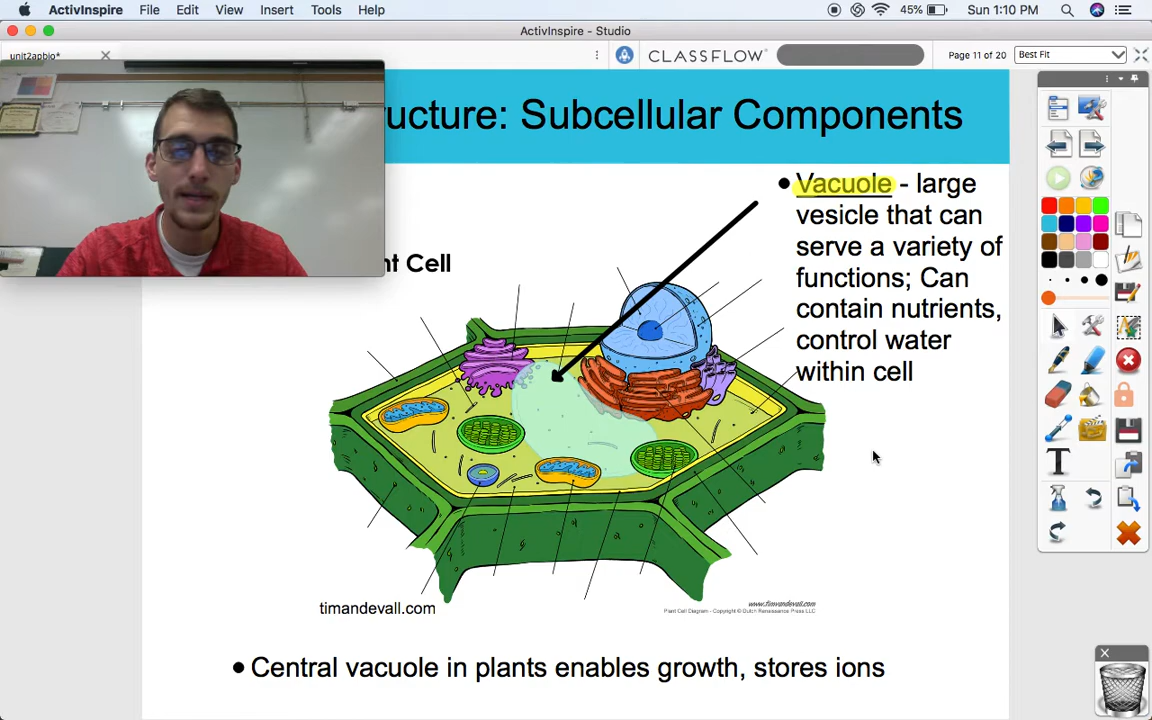 ActivInspire File Edit View Insert Tools Help 45% Sun 1:10 PM
ActivInspire - Studio
unit2apbio*
CLASSFLOW
Page 11 of 20
Best Fit
ructure: Subcellular Components
• Vacuole - large
vesicle that can
serve a variety of
functions; Can
contain nutrients,
control water
within cell
nt Cell
timandevall.com
www.timvandevall.com
Plant Cell Diagram - Copyright © Dutch Renaissance Press LLC
• Central vacuole in plants enables growth, stores ions